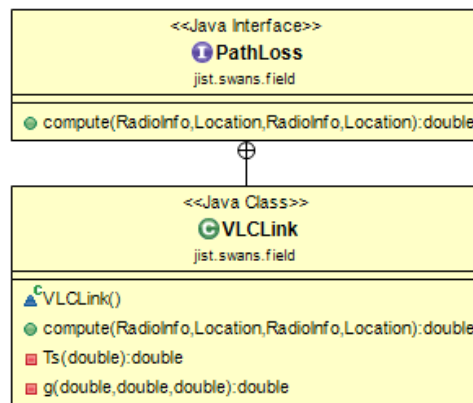 <<Java Interface>>
I PathLoss
jist.swans.field
compute(RadioInfo,Location,RadioInfo,Location):double
<<Java Class>>
C VLCLink
jist.swans.field
C VLCLink()
compute(RadioInfo,Location,RadioInfo,Location):double
Ts(double):double
g(double,double,double):double